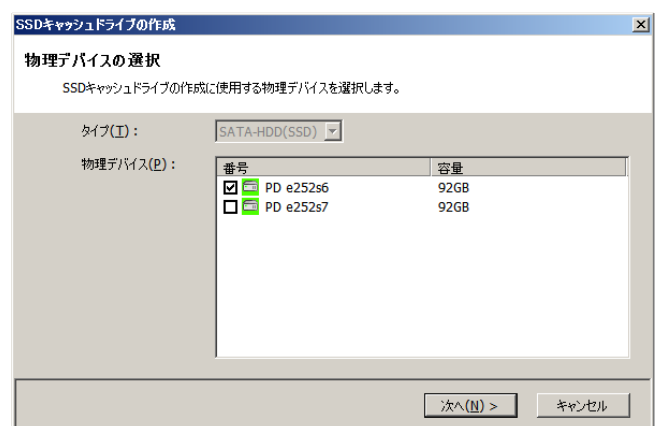 SSDキャッシュドライブの作成
物理デバイスの選択
SSDキャッシュドライブの作成に使用する物理デバイスを選択します。
タイプ(T)： SATA-HDD(SSD)
物理デバイス(P)： 番号 容量
PD e252s6 92GB
PD e252s7 92GB
次へ(N) > キャンセル